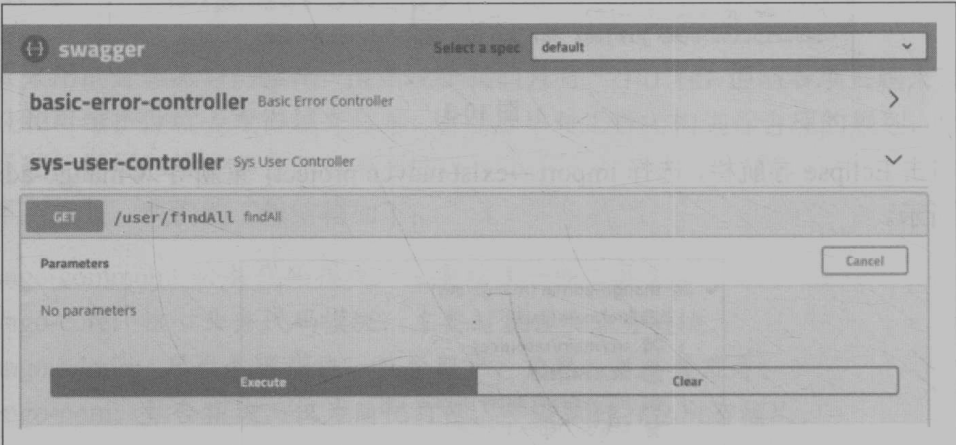 swagger Select a spec default
basic-error-controller Basic Error Controller
sys-user-controller Sys User Controller
GET /user/findAll findAll
Parameters Cancel
No parameters
Execute Clear